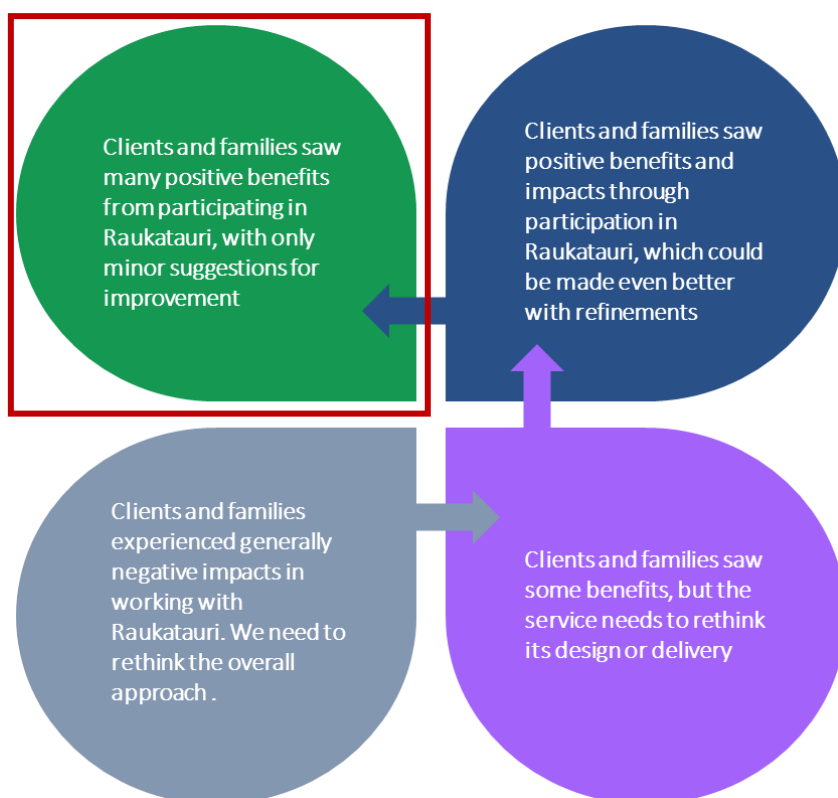 Clients and families saw
many positive benefits
from participating in
Raukatauri, with only
minor suggestions for
improvement
Clients and families saw
positive benefits and
impacts through
participation in
Raukatauri, which could
be made even better
with refinements
Clients and families
experienced generally
negative impacts in
working with
Raukatauri. We need to
rethink the overall
approach .
Clients and families saw
some benefits, but the
service needs to rethink
its design or delivery